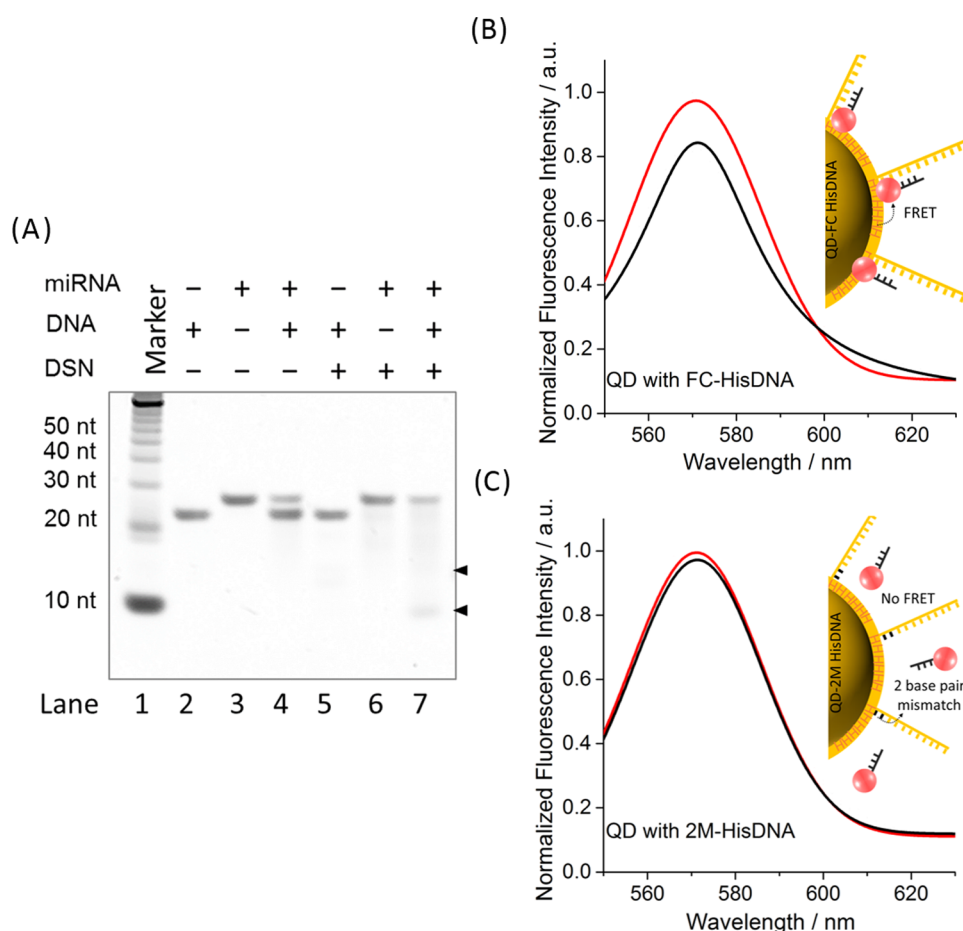 (A)
miRNA – + + – + +
DNA + – + + – +
DSN – – – + + +
Marker
50 nt
40 nt
30 nt
20 nt
10 nt
Lane 1 2 3 4 5 6 7
(B)
Normalized Fluorescence Intensity / a.u.
1.0
0.8
0.6
0.4
0.2
0.0
QD-FC HisDNA
FRET
QD with FC-HisDNA
560 580 600 620
Wavelength / nm
(C)
Normalized Fluorescence Intensity / a.u.
1.0
0.8
0.6
0.4
0.2
0.0
QD-2M HisDNA
No FRET
2 base pair
mismatch
QD with 2M-HisDNA
560 580 600 620
Wavelength / nm